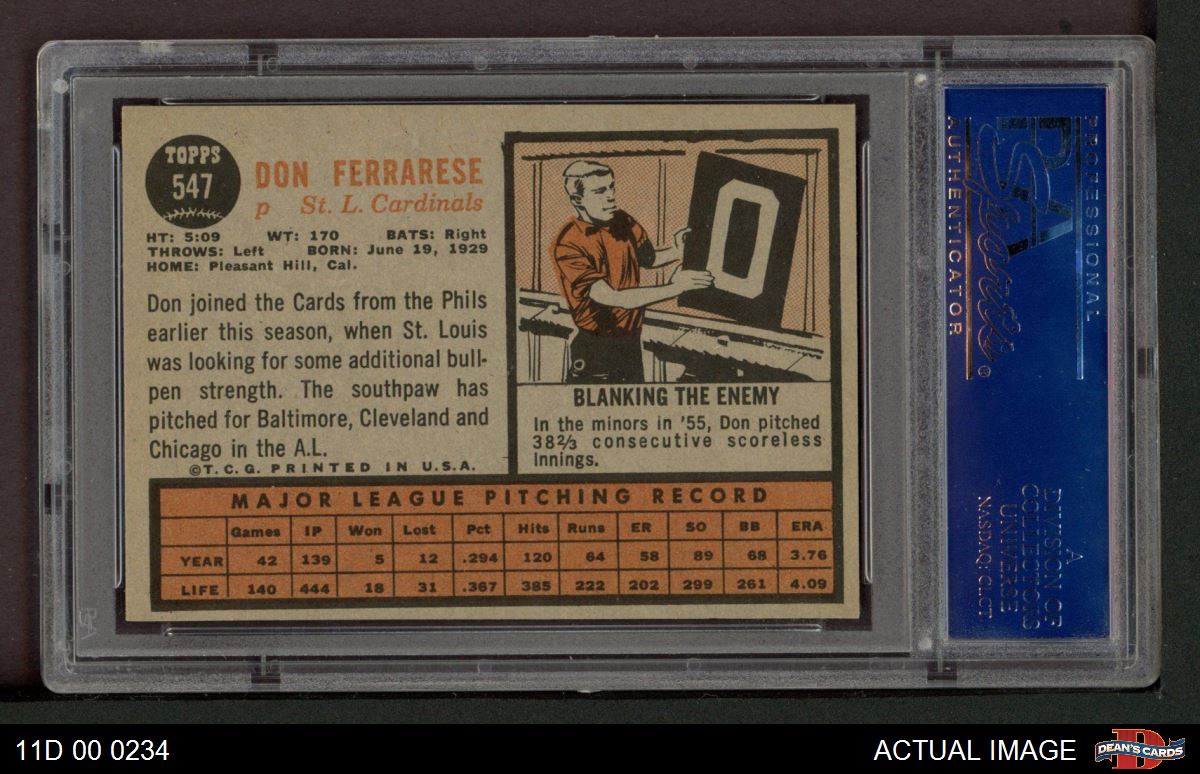 TOPPS
547
DON FERRARESE
p St. L. Cardinals
HT: 5:09 WT: 170 BATS: Right
THROWS: Left BORN: June 19, 1929
HOME: Pleasant Hill, Cal.
Don joined the Cards from the Phils
earlier this season, when St. Louis
was looking for some additional bull-
pen strength. The southpaw has
pitched for Baltimore, Cleveland and
Chicago in the A.L.
©T.C.G. PRINTED IN U.S.A.
0
BLANKING THE ENEMY
In the minors in '55, Don pitched
38 2/3 consecutive scoreless
innings.
MAJOR LEAGUE PITCHING RECORD
Games IP Won Lost Pct Hits Runs ER SO BB ERA
YEAR 42 139 5 12 .294 120 64 58 89 68 3.76
LIFE 140 444 18 31 .367 385 222 202 299 261 4.09
PROFESSIONAL
PSA
Sports®
AUTHENTICATOR
A
DIVISION OF
COLLECTORS
UNIVERSE
NASDAQ: CLCT
PSA
11D 00 0234
ACTUAL IMAGE
D
DEAN'S CARDS